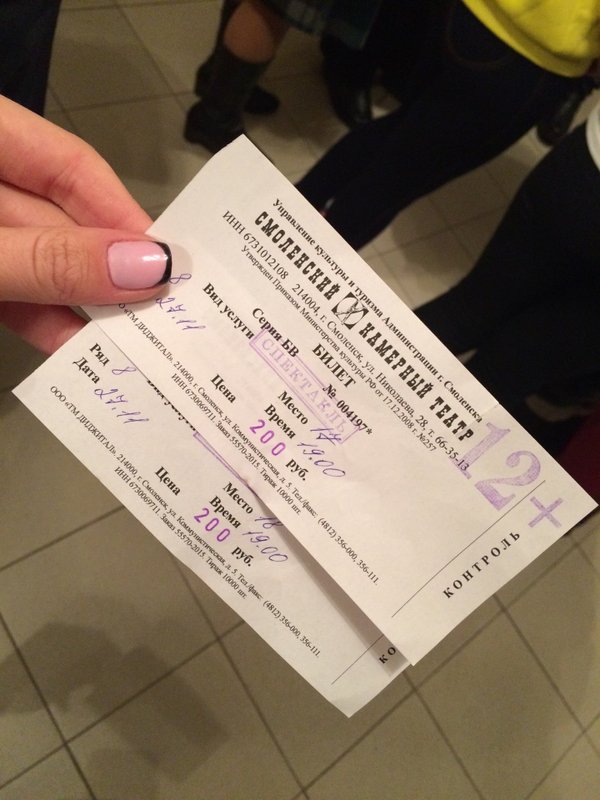 Управление культуры и туризма Администрации г. Смоленска
СМОЛЕНСКИЙ КАМЕРНЫЙ ТЕАТР
ИНН 6731012108 214004, г. Смоленск, ул. Николаева, 28, т. 66-35-13
Утвержден Приказом Министерства культуры РФ от 17.12.2008 г. №257
БИЛЕТ
Серия БВ № 004197*
Вид услуги СПЕКТАКЛЬ
8 Место 17
27.11 Время 19.00
Цена 200 руб.
ООО «ТМ ДИДЖИТАЛ», 214000, г. Смоленск, ул. Коммунистическая, д. 5. Тел./факс: (4812) 356-000, 356-111.
ИНН 6730069711. Заказ 55570-2015. Тираж 10000 шт.
12+
КОНТРОЛЬ
Ряд 8 Место 18
Дата 27.11 Время 19.00
Цена 200 руб.
ООО «ТМ ДИДЖИТАЛ», 214000, г. Смоленск, ул. Коммунистическая, д. 5. Тел./факс: (4812) 356-000, 356-111.
ИНН 6730069711. Заказ 55570-2015. Тираж 10000 шт.
КО